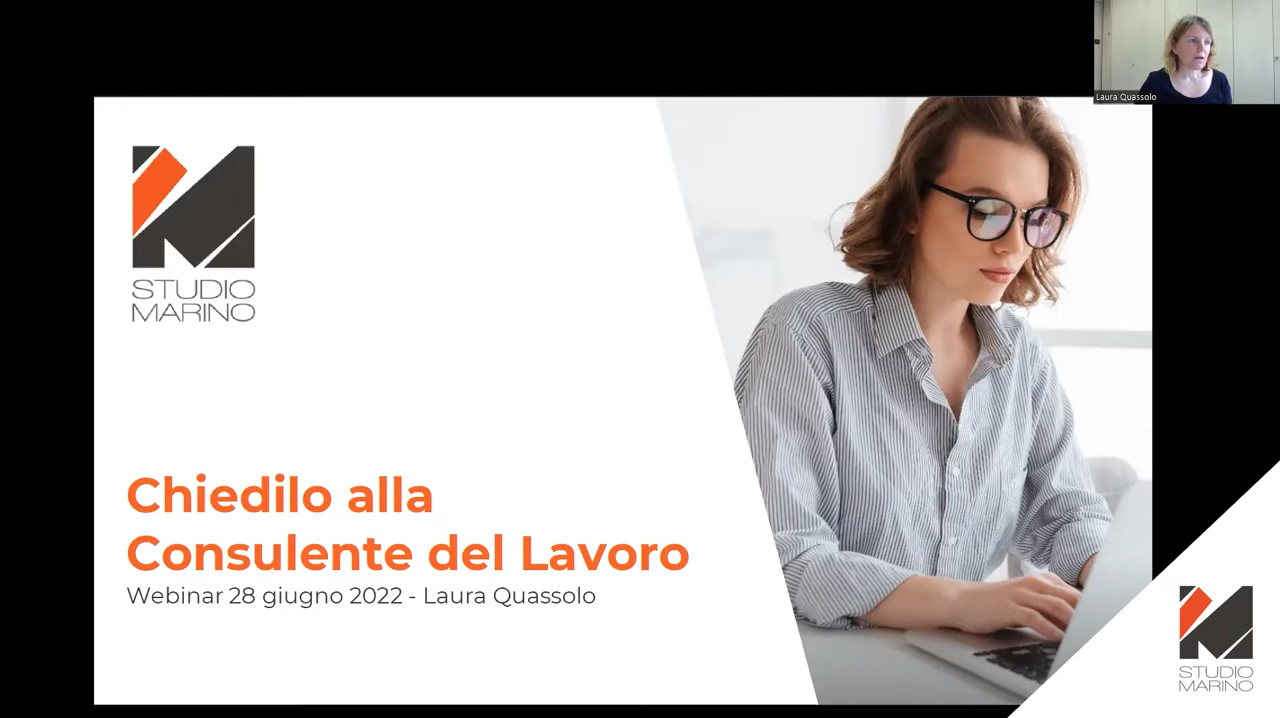 Laura Quassolo
STUDIO
MARINO
Chiedilo alla
Consulente del Lavoro
Webinar 28 giugno 2022 - Laura Quassolo
STUDIO
MARINO